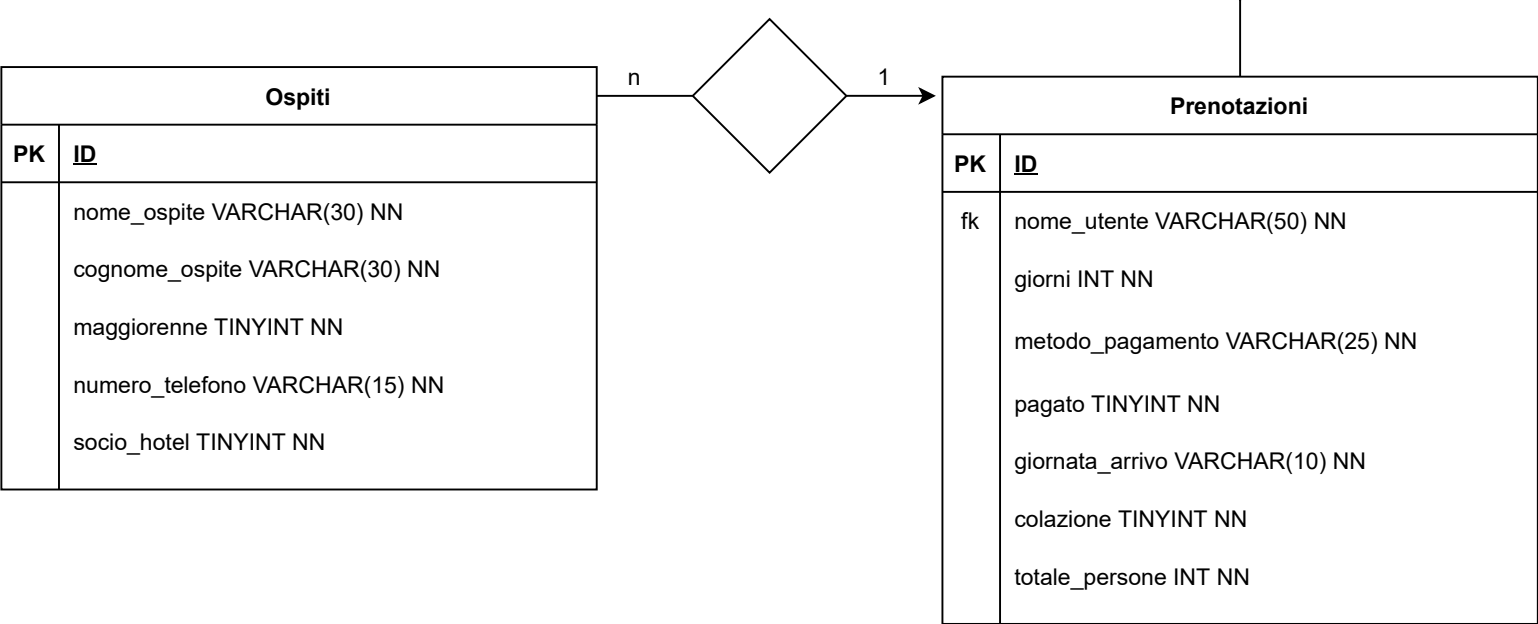 Ospiti
PK ID
nome_ospite VARCHAR(30) NN
cognome_ospite VARCHAR(30) NN
maggiorenne TINYINT NN
numero_telefono VARCHAR(15) NN
socio_hotel TINYINT NN
n
1
Prenotazioni
PK ID
fk nome_utente VARCHAR(50) NN
giorni INT NN
metodo_pagamento VARCHAR(25) NN
pagato TINYINT NN
giornata_arrivo VARCHAR(10) NN
colazione TINYINT NN
totale_persone INT NN